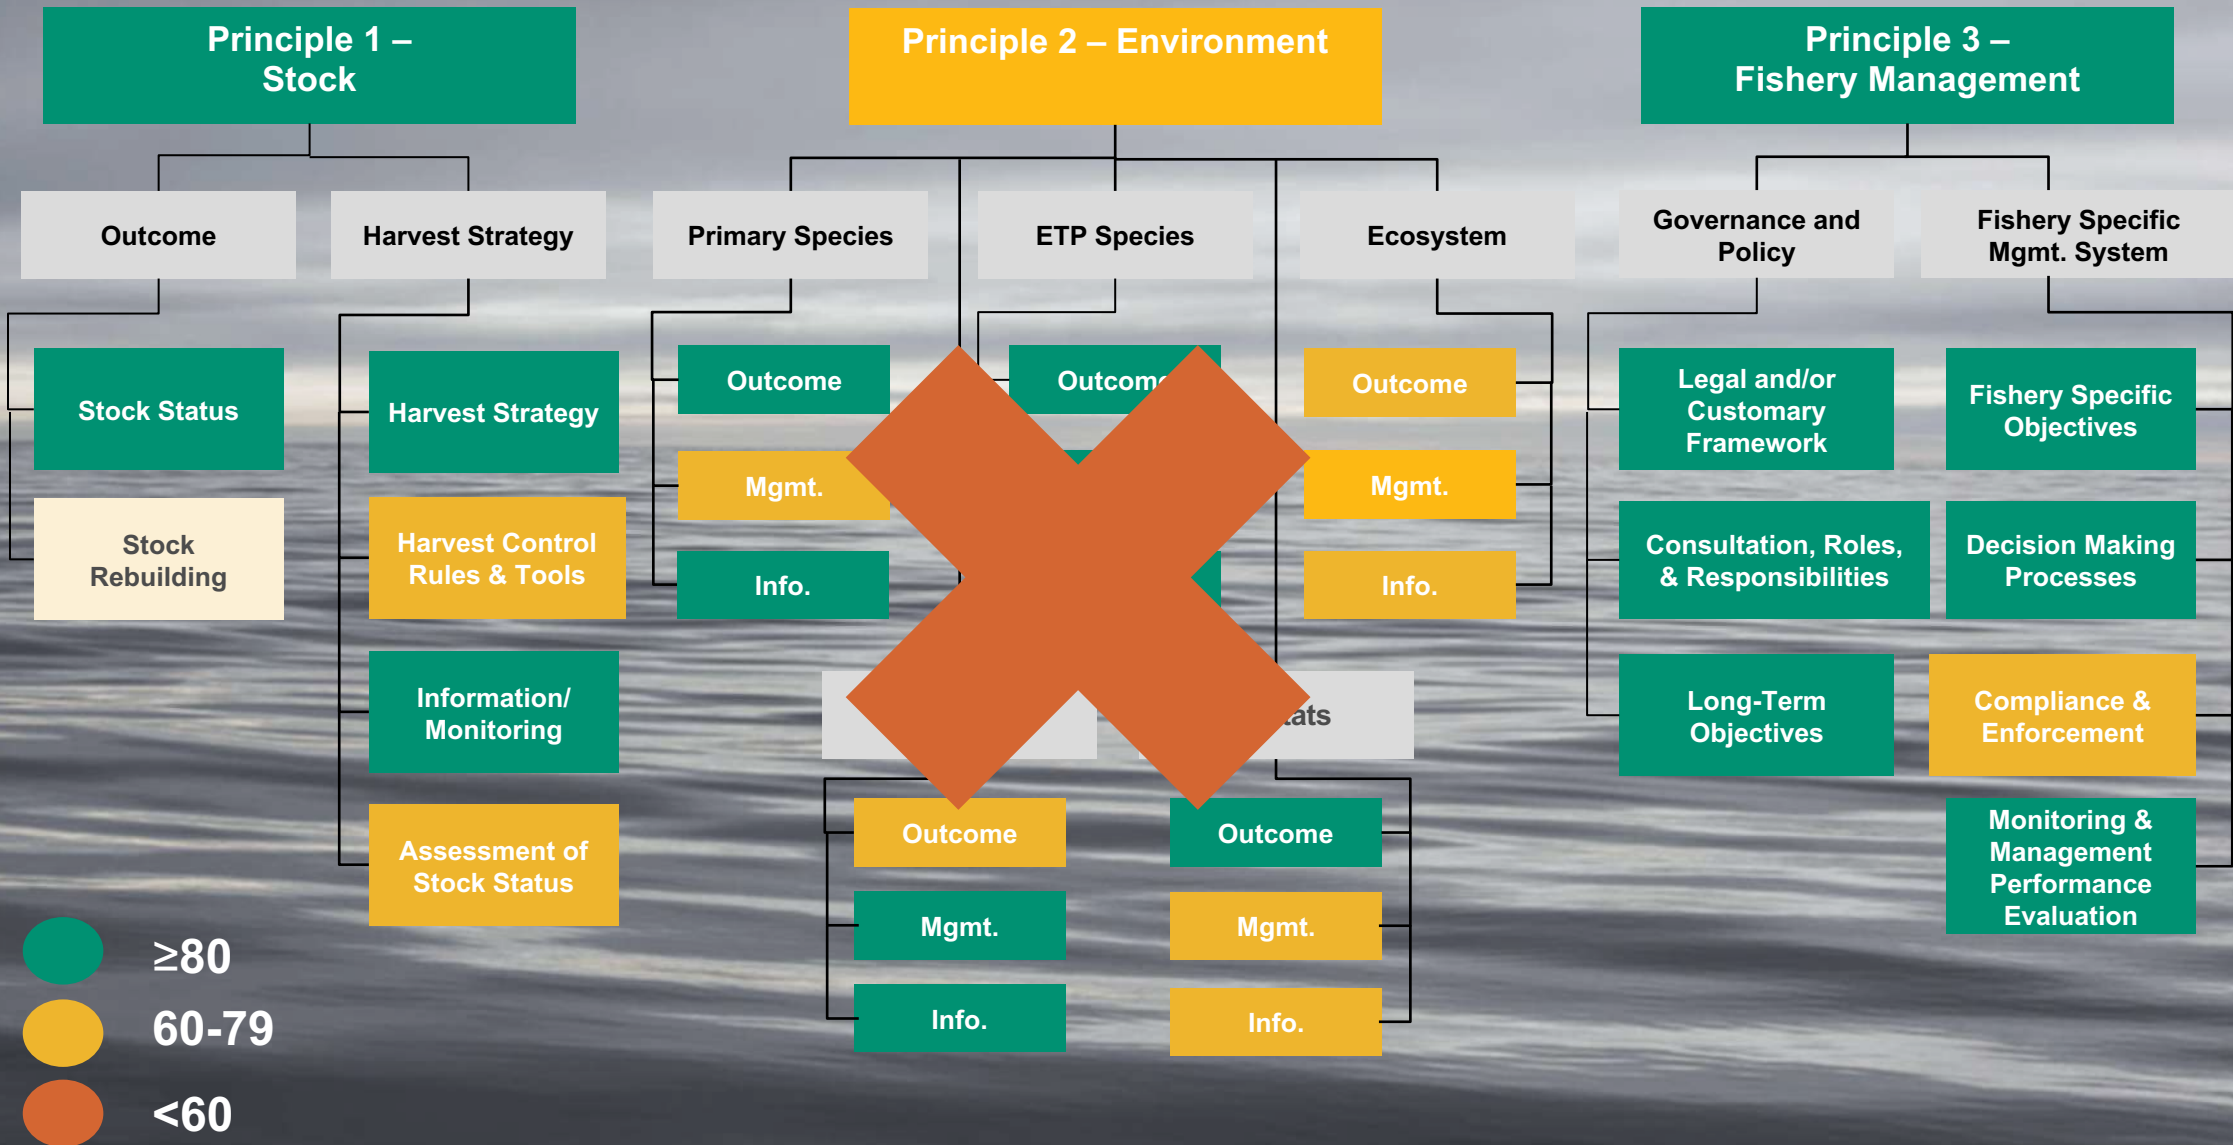 Principle 1 –
Stock
Principle 2 – Environment
Principle 3 –
Fishery Management
Outcome
Harvest Strategy
Primary Species
ETP Species
Ecosystem
Governance and
Policy
Fishery Specific
Mgmt. System
Stock Status
Stock
Rebuilding
Harvest Strategy
Harvest Control
Rules & Tools
Information/
Monitoring
Assessment of
Stock Status
Outcome
Mgmt.
Info.
Outcome
Outcome
Mgmt.
Info.
tats
Outcome
Mgmt.
Info.
Outcome
Mgmt.
Info.
Legal and/or
Customary
Framework
Consultation, Roles,
& Responsibilities
Long-Term
Objectives
Fishery Specific
Objectives
Decision Making
Processes
Compliance &
Enforcement
Monitoring &
Management
Performance
Evaluation
≥80
60-79
<60